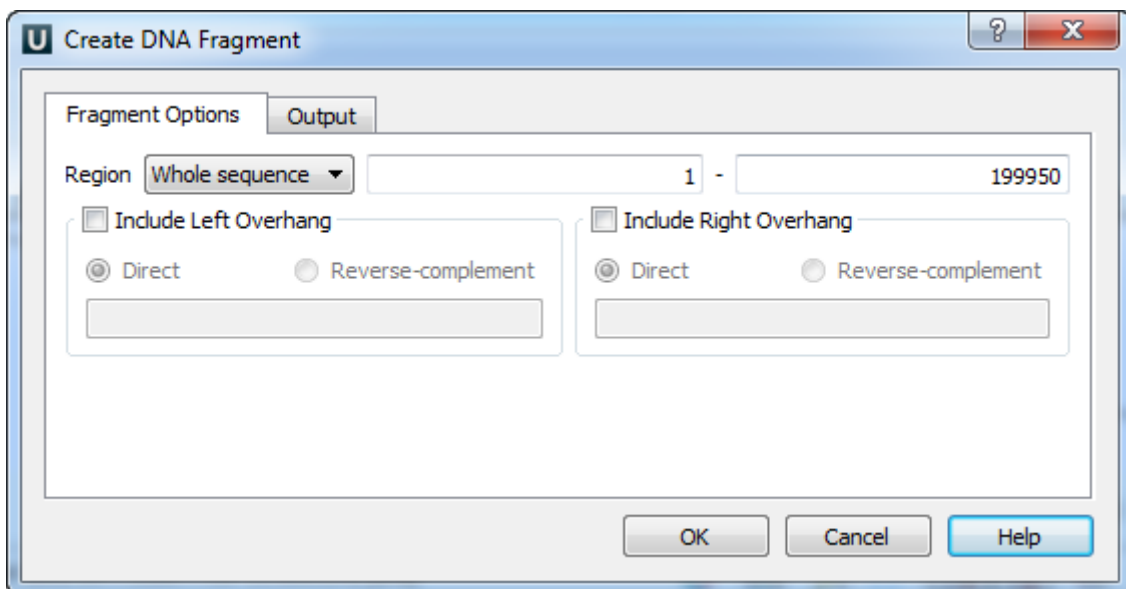 U Create DNA Fragment ?
Fragment Options Output
Region Whole sequence 1 - 199950
Include Left Overhang Include Right Overhang
Direct Reverse-complement Direct Reverse-complement
OK Cancel Help